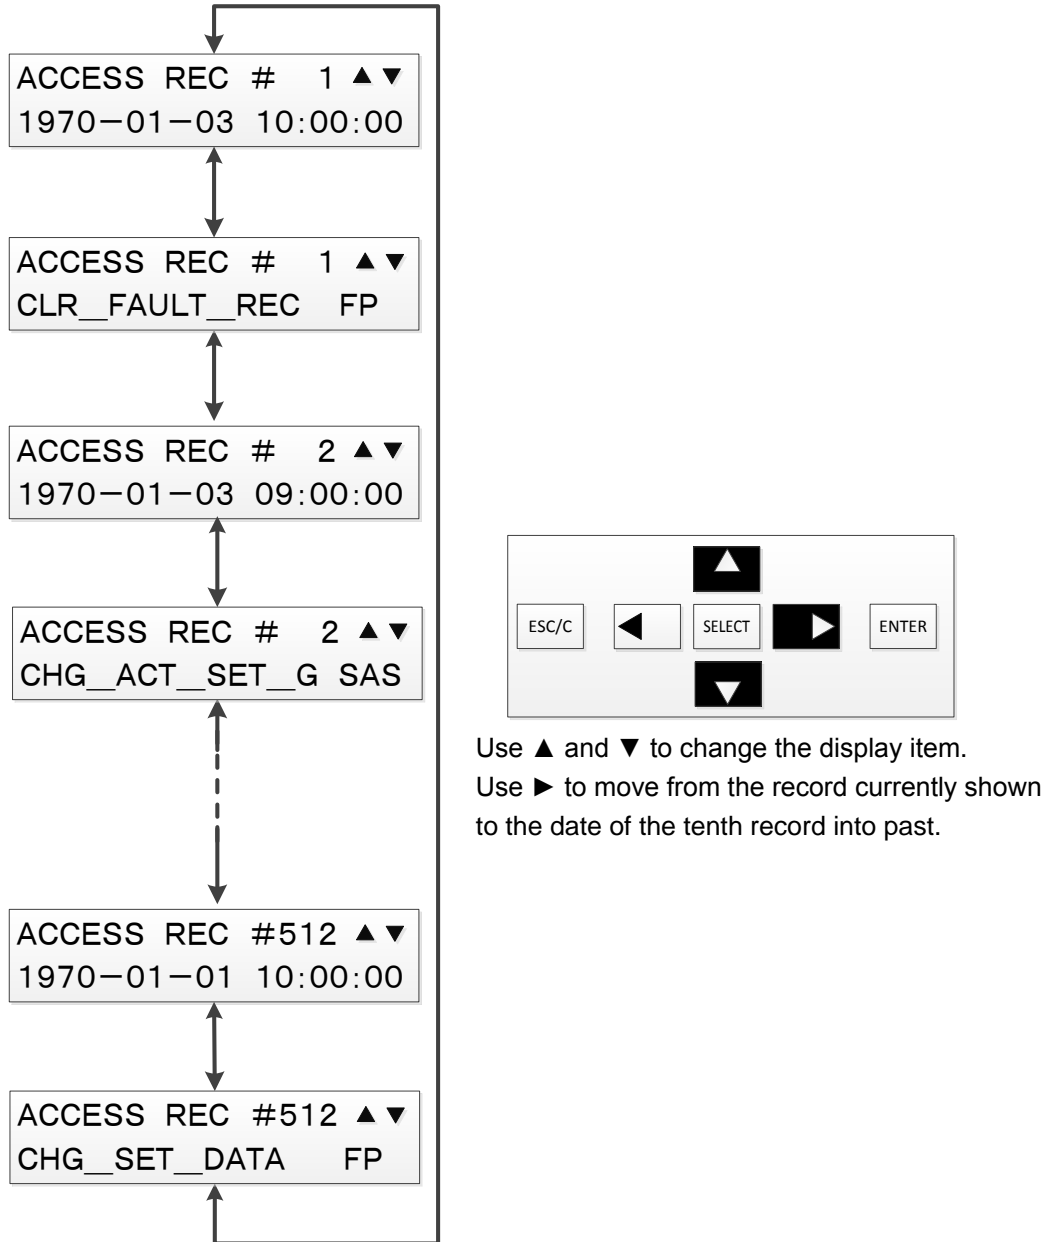 ACCESS REC # 1 ▲ ▼
1970−01−03 10:00:00
ACCESS REC # 1 ▲ ▼
CLR__FAULT__REC FP
ACCESS REC # 2 ▲ ▼
1970−01−03 09:00:00
ACCESS REC # 2 ▲ ▼
CHG__ACT__SET__G SAS
ACCESS REC #512 ▲ ▼
1970−01−01 10:00:00
ACCESS REC #512 ▲ ▼
CHG__SET__DATA FP
ESC/C
SELECT
ENTER
Use ▲ and ▼ to change the display item.
Use ► to move from the record currently shown
to the date of the tenth record into past.